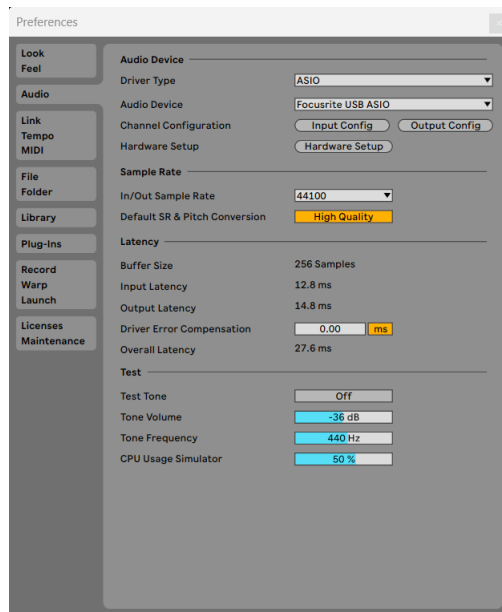 Preferences
Look
Feel
Audio
Link
Tempo
MIDI
File
Folder
Library
Plug-Ins
Record
Warp
Launch
Licenses
Maintenance
Audio Device
Driver Type ASIO
Audio Device Focusrite USB ASIO
Channel Configuration Input Config Output Config
Hardware Setup Hardware Setup
Sample Rate
In/Out Sample Rate 44100
Default SR & Pitch Conversion High Quality
Latency
Buffer Size 256 Samples
Input Latency 12.8 ms
Output Latency 14.8 ms
Driver Error Compensation 0.00 ms
Overall Latency 27.6 ms
Test
Test Tone Off
Tone Volume -36 dB
Tone Frequency 440 Hz
CPU Usage Simulator 50 %